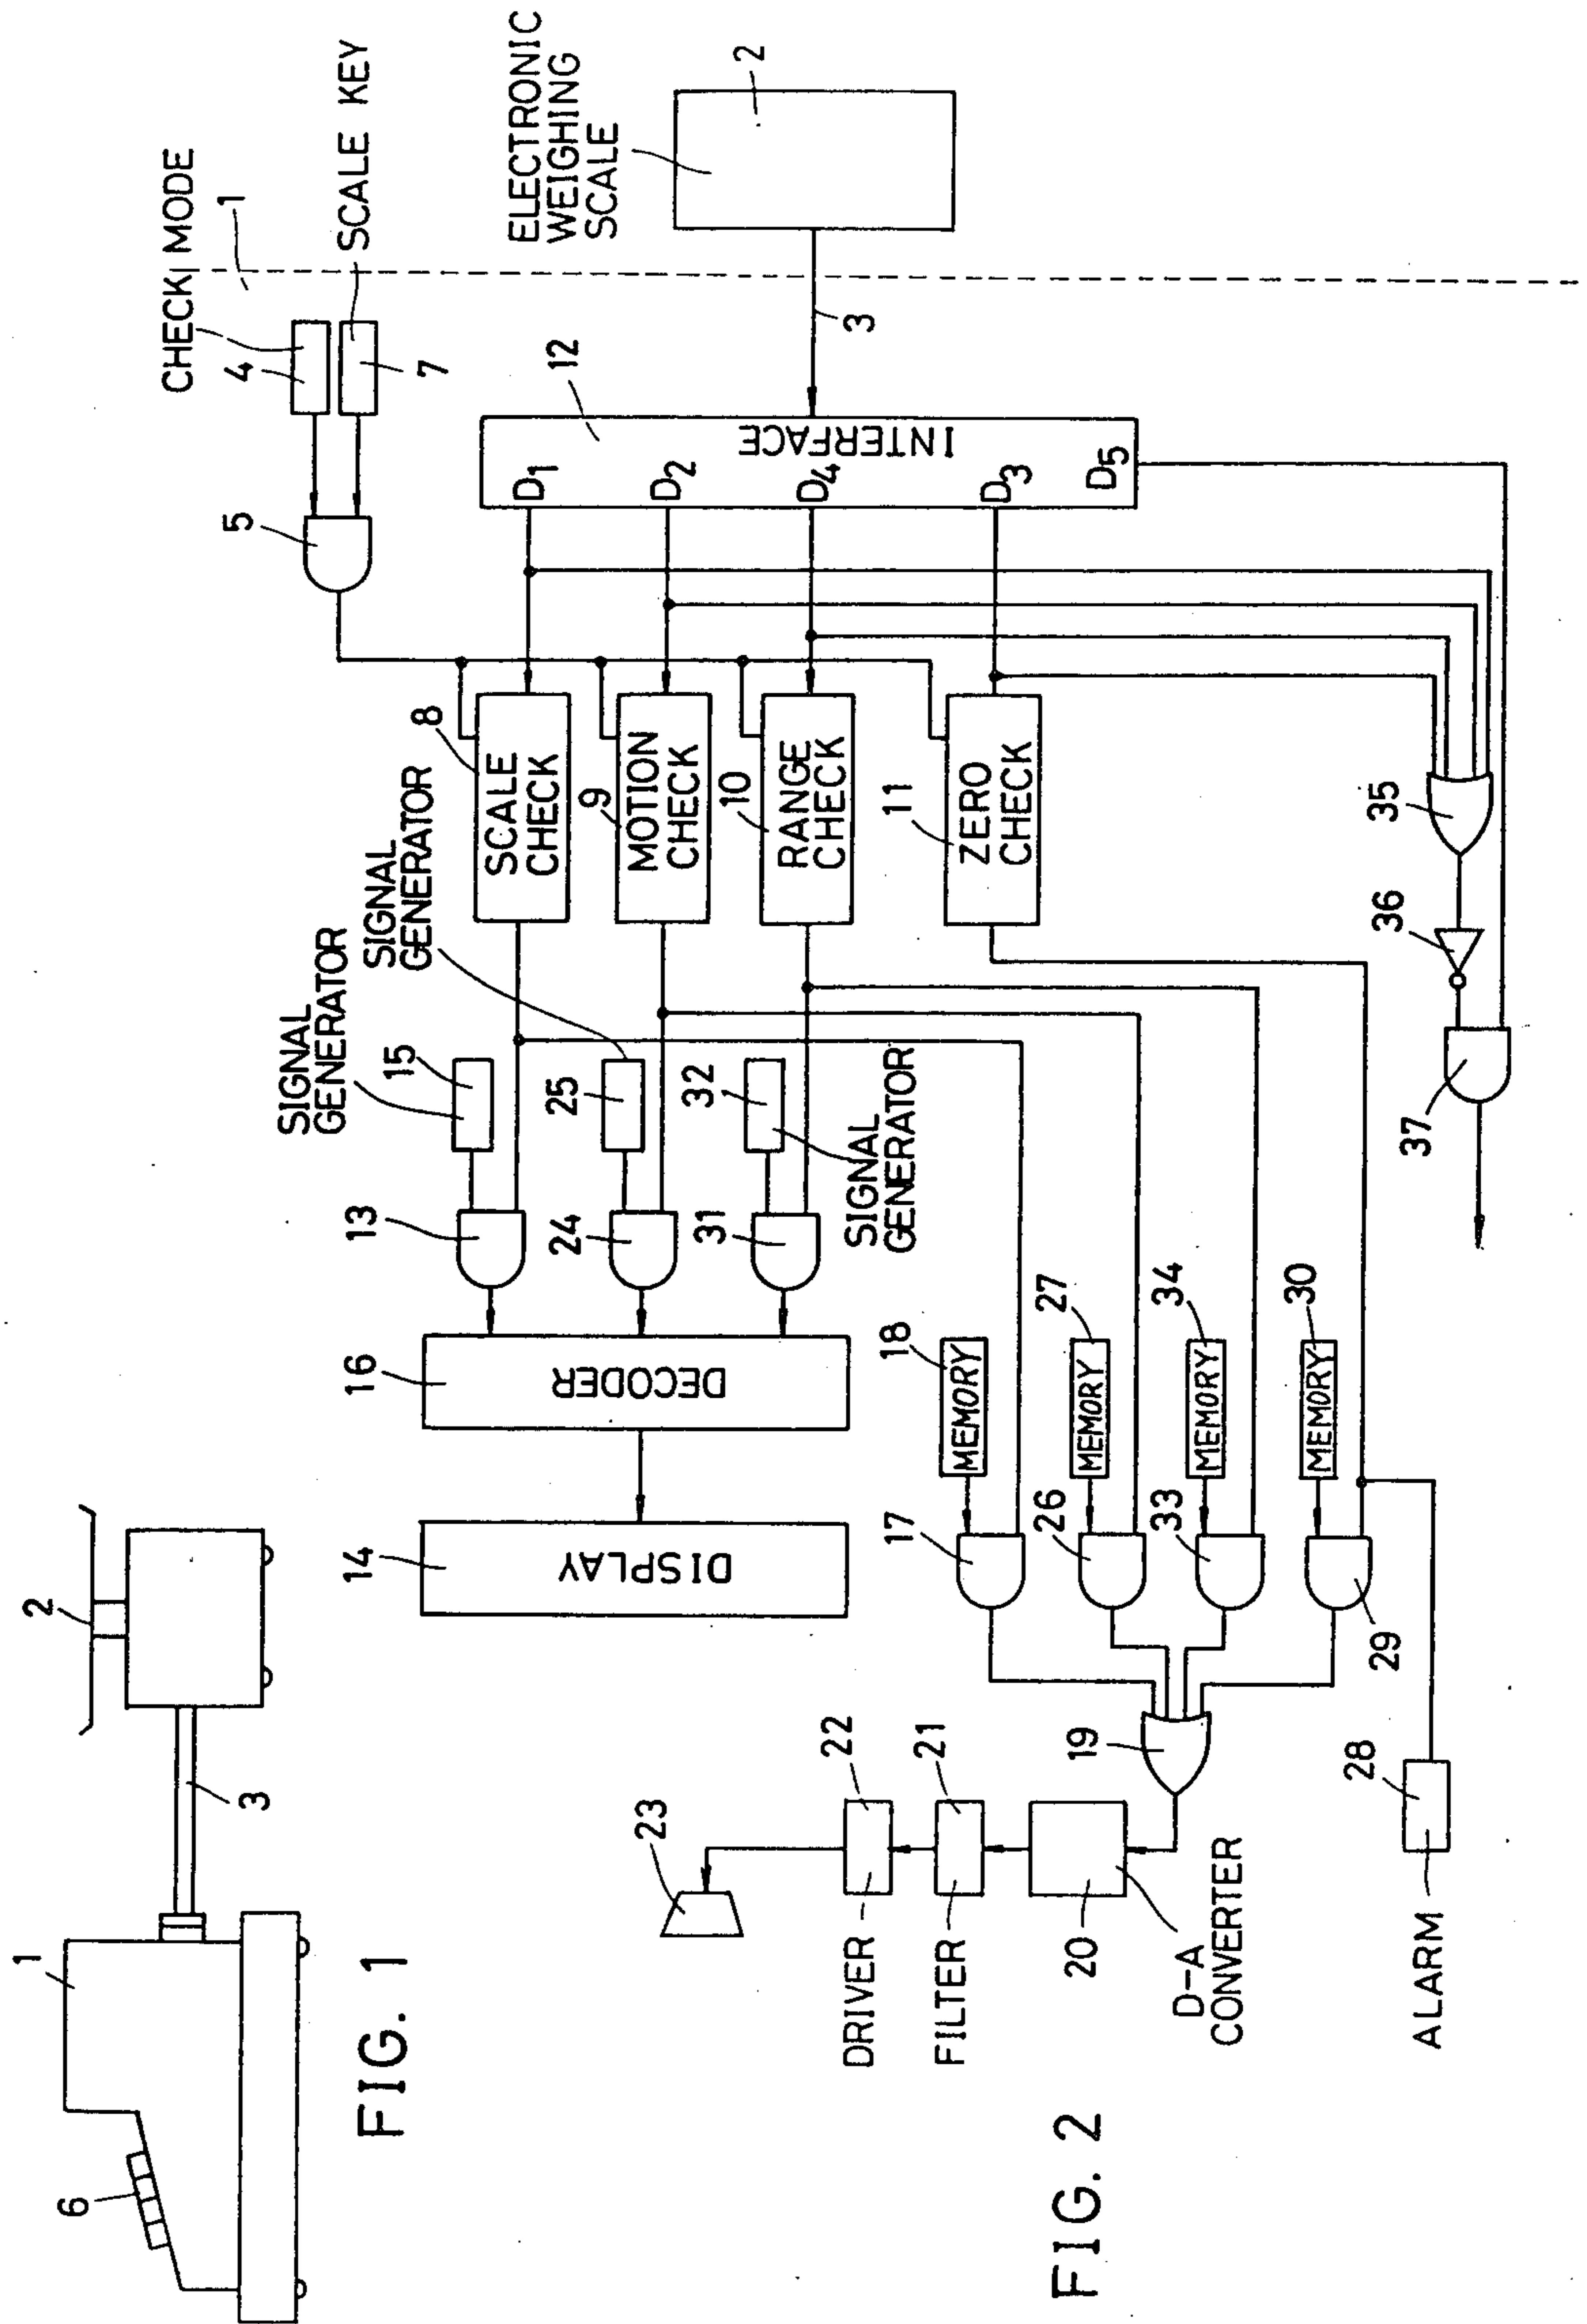 FIG. 1
1
2
3
6
FIG. 2
CHECK MODE
4
SCALE KEY
7
1
5
ELECTRONIC
WEIGHING
SCALE
2
3
INTERFACE
12
D1
D2
D4
D3
D5
SCALE
CHECK
8
MOTION
CHECK
9
RANGE
CHECK
10
ZERO
CHECK
11
SIGNAL
GENERATOR
15
SIGNAL
GENERATOR
25
SIGNAL
GENERATOR
32
13
24
31
DECODER
16
DISPLAY
14
MEMORY
18
MEMORY
27
MEMORY
34
MEMORY
30
17
26
33
29
19
D-A
CONVERTER
20
FILTER
21
DRIVER
22
23
ALARM
28
35
36
37